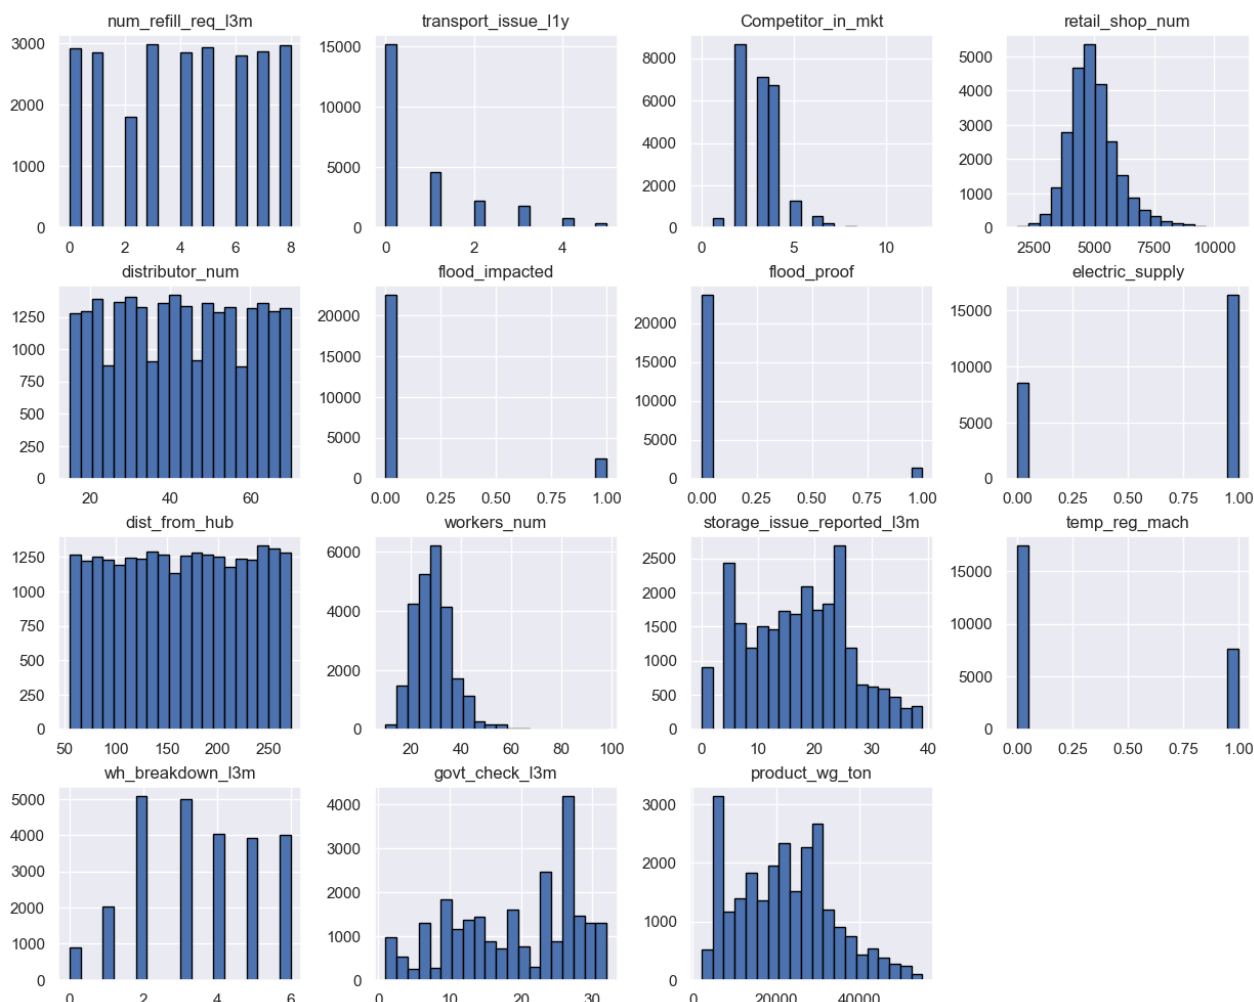 num_refill_req_l3m
3000
2000
1000
0
0 2 4 6 8
transport_issue_l1y
15000
10000
5000
0
0 2 4
Competitor_in_mkt
8000
6000
4000
2000
0
0 5 10
retail_shop_num
5000
4000
3000
2000
1000
0
2500 5000 7500 10000
distributor_num
1250
1000
750
500
250
0
20 40 60
flood_impacted
20000
15000
10000
5000
0
0.00 0.25 0.50 0.75 1.00
flood_proof
20000
15000
10000
5000
0
0.00 0.25 0.50 0.75 1.00
electric_supply
15000
10000
5000
0
0.00 0.25 0.50 0.75 1.00
dist_from_hub
1250
1000
750
500
250
0
50 100 150 200 250
workers_num
6000
4000
2000
0
20 40 60 80 100
storage_issue_reported_l3m
2500
2000
1500
1000
500
0
0 10 20 30 40
temp_reg_mach
15000
10000
5000
0
0.00 0.25 0.50 0.75 1.00
wh_breakdown_l3m
5000
4000
3000
2000
1000
0
0 2 4 6
govt_check_l3m
4000
3000
2000
1000
0
0 10 20 30
product_wg_ton
3000
2000
1000
0
20000 40000